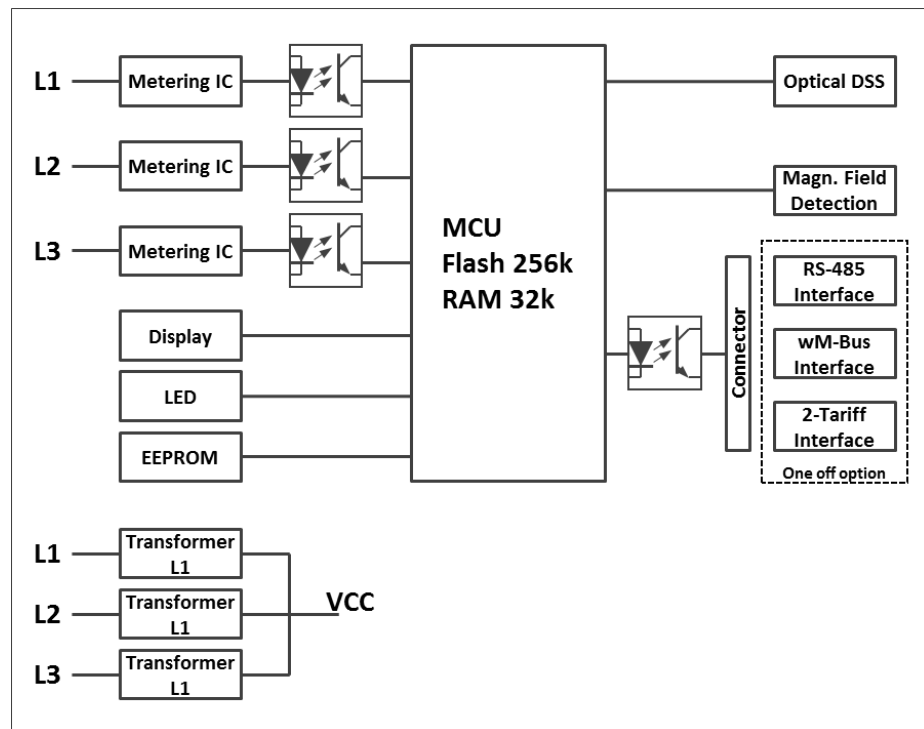 L1
Metering IC
L2
Metering IC
L3
Metering IC
Display
LED
EEPROM
MCU
Flash 256k
RAM 32k
Optical DSS
Magn. Field
Detection
Connector
RS-485
Interface
wM-Bus
Interface
2-Tariff
Interface
One off option
L1
Transformer
L1
L2
Transformer
L1
L3
Transformer
L1
VCC